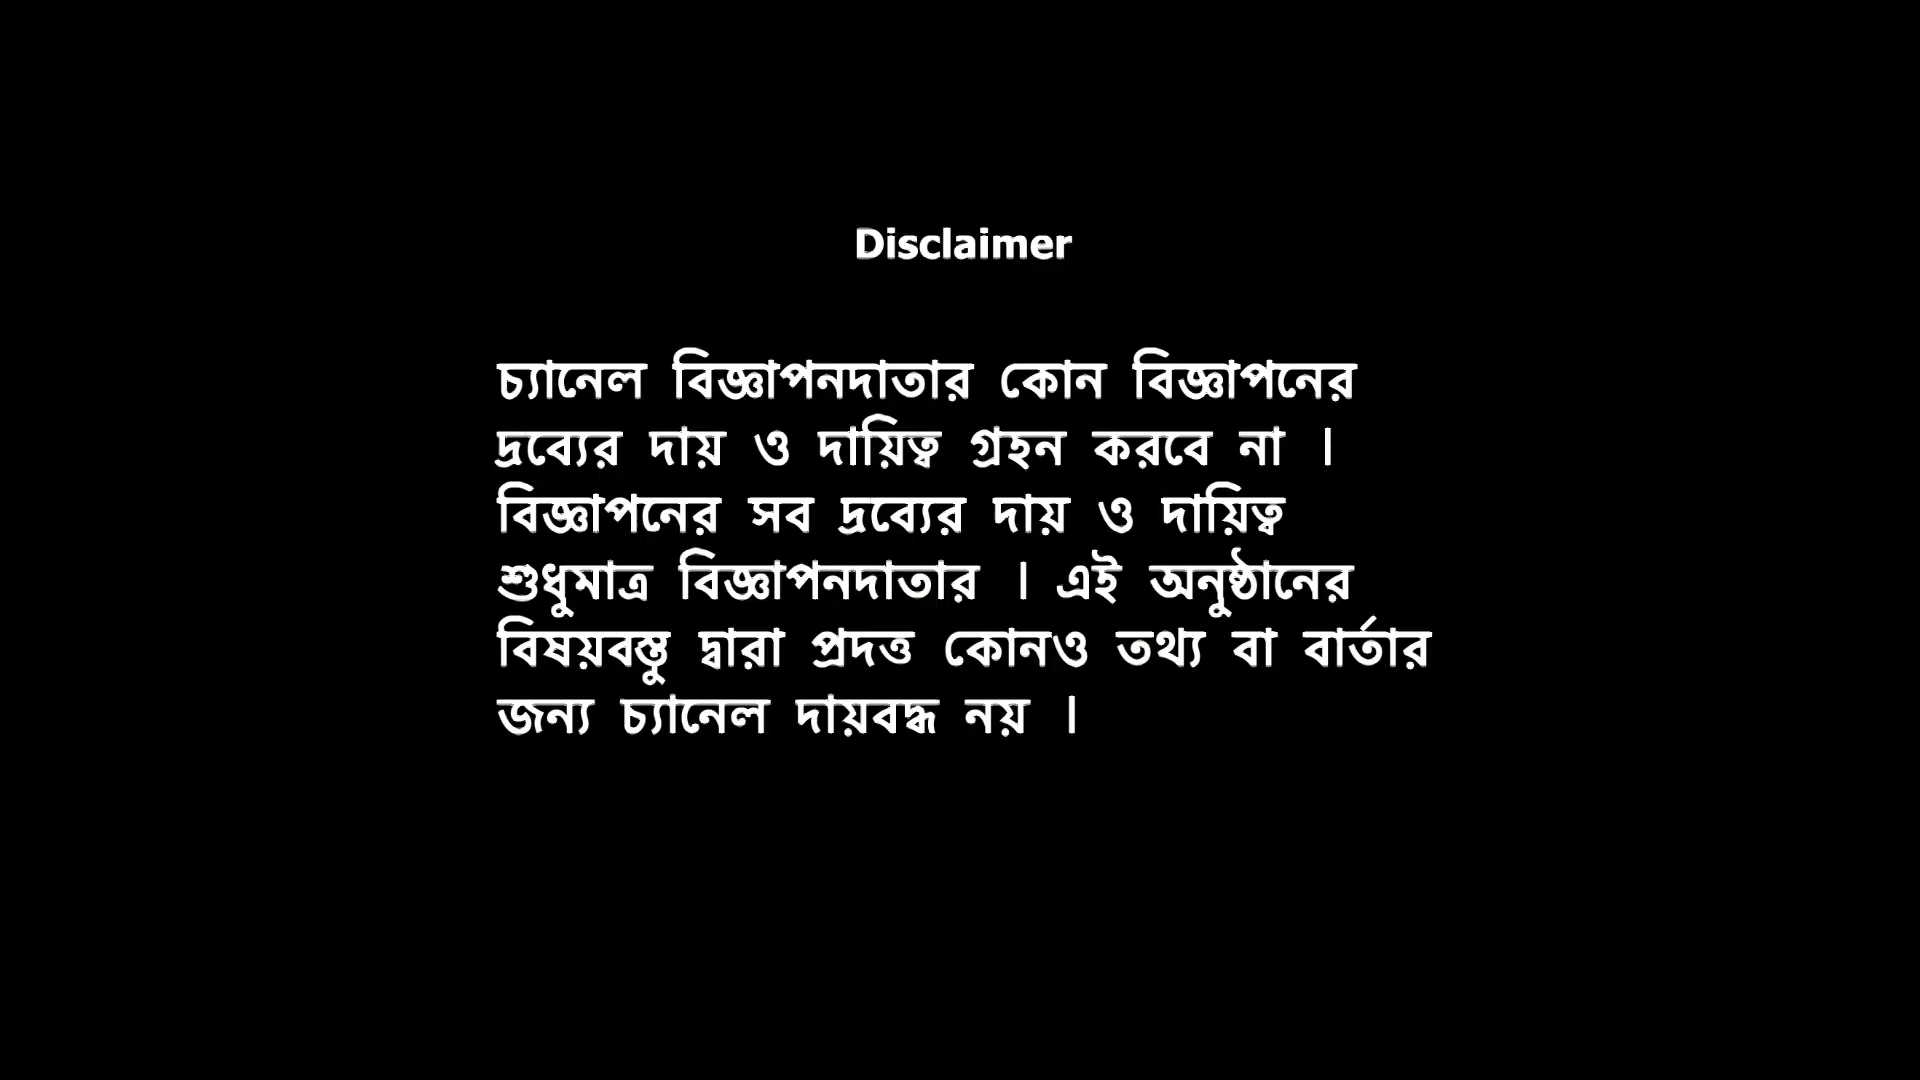 Disclaimer
চ্যানেল বিজ্ঞাপনদাতার কোন বিজ্ঞাপনের
দ্রব্যের দায় ও দায়িত্ব গ্রহন করবে না ।
বিজ্ঞাপনের সব দ্রব্যের দায় ও দায়িত্ব
শুধুমাত্র বিজ্ঞাপনদাতার । এই অনুষ্ঠানের
বিষয়বস্তু দ্বারা প্রদত্ত কোনও তথ্য বা বার্তার
জন্য চ্যানেল দায়বদ্ধ নয় ।